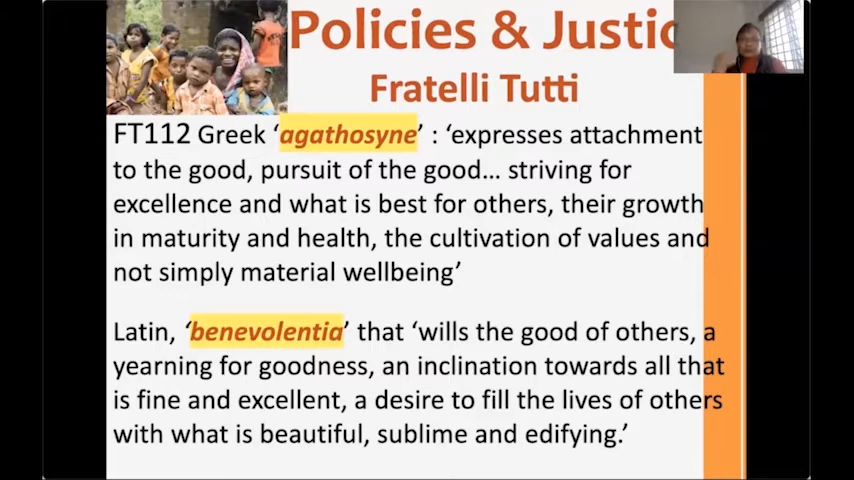 Policies & Justic
Fratelli Tutti
FT112 Greek ‘agathosyne’ : ‘expresses attachment
to the good, pursuit of the good... striving for
excellence and what is best for others, their growth
in maturity and health, the cultivation of values and
not simply material wellbeing’
Latin, ‘benevolentia’ that ‘wills the good of others, a
yearning for goodness, an inclination towards all that
is fine and excellent, a desire to fill the lives of others
with what is beautiful, sublime and edifying.’